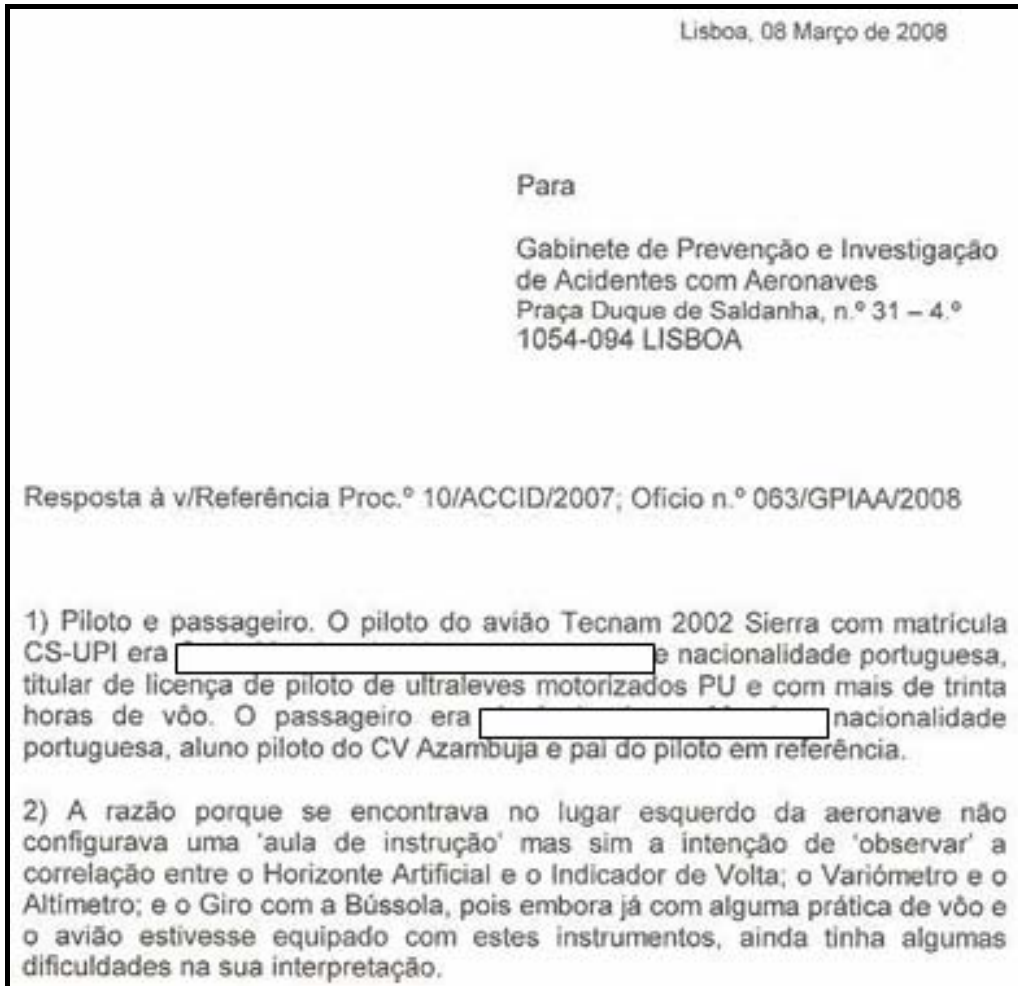 Lisboa, 08 Março de 2008
Para
Gabinete de Prevenção e Investigação
de Acidentes com Aeronaves
Praça Duque de Saldanha, n.º 31 – 4.º
1054-094 LISBOA
Resposta à v/Referência Proc.º 10/ACCID/2007; Oficio n.º 063/GPIAA/2008
1) Piloto e passageiro. O piloto do avião Tecnam 2002 Sierra com matrícula
CS-UPI era e nacionalidade portuguesa,
titular de licença de piloto de ultraleves motorizados PU e com mais de trinta
horas de vôo. O passageiro era nacionalidade
portuguesa, aluno piloto do CV Azambuja e pai do piloto em referência.
2) A razão porque se encontrava no lugar esquerdo da aeronave não
configurava uma 'aula de instrução' mas sim a intenção de 'observar' a
correlação entre o Horizonte Artificial e o Indicador de Volta; o Variómetro e o
Altímetro; e o Giro com a Bússola, pois embora já com alguma prática de vôo e
o avião estivesse equipado com estes instrumentos, ainda tinha algumas
dificuldades na sua interpretação.